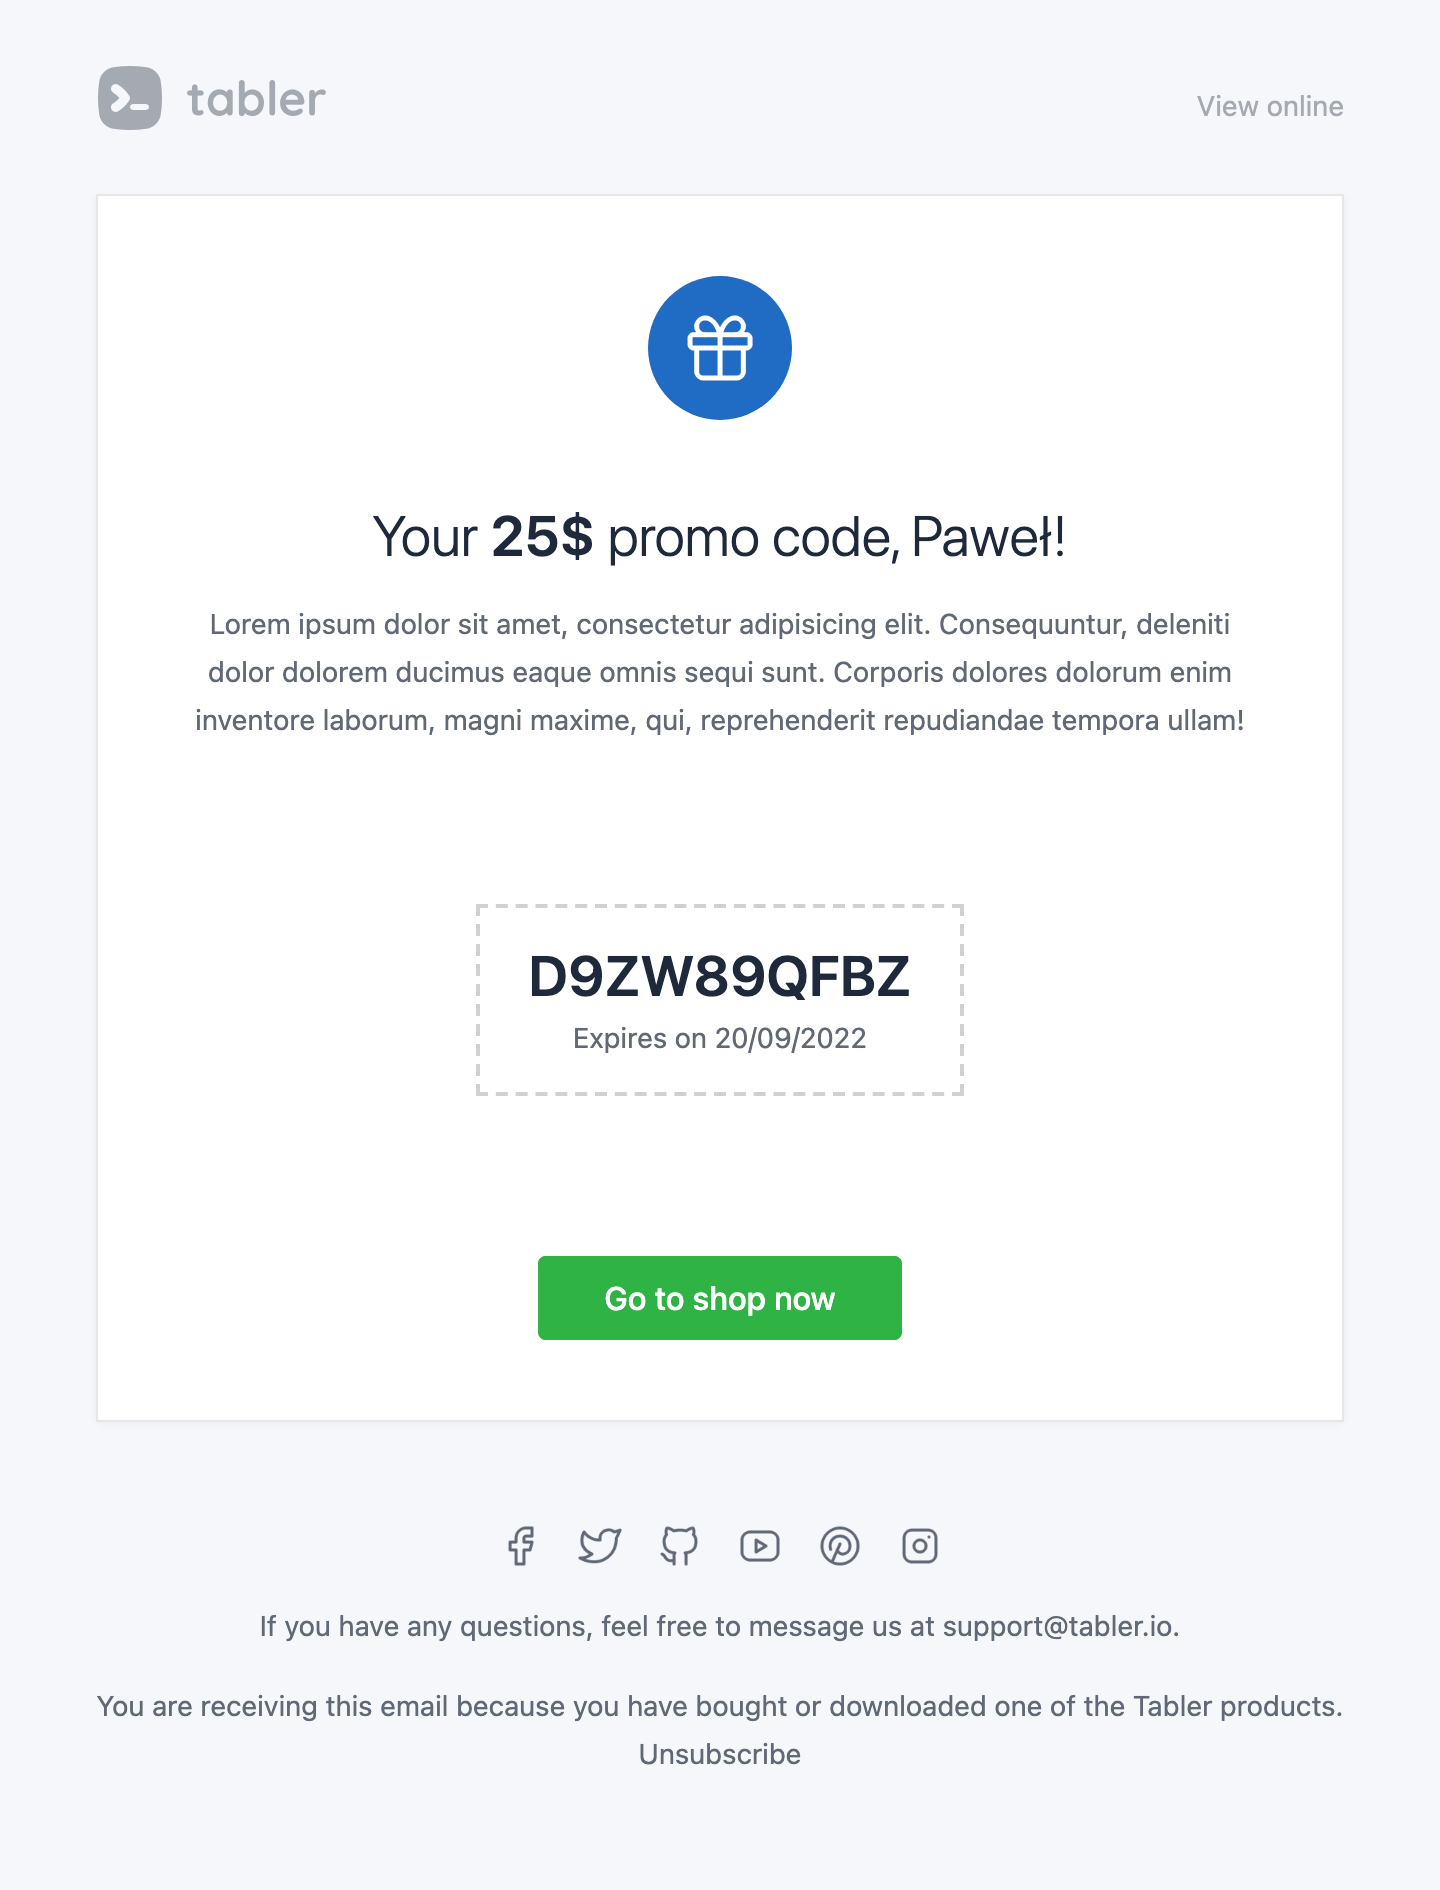 tabler
View online
Your 25$ promo code, Paweł!
Lorem ipsum dolor sit amet, consectetur adipisicing elit. Consequuntur, deleniti
dolor dolorem ducimus eaque omnis sequi sunt. Corporis dolores dolorum enim
inventore laborum, magni maxime, qui, reprehenderit repudiandae tempora ullam!
D9ZW89QFBZ
Expires on 20/09/2022
Go to shop now
If you have any questions, feel free to message us at support@tabler.io.
You are receiving this email because you have bought or downloaded one of the Tabler products.
Unsubscribe